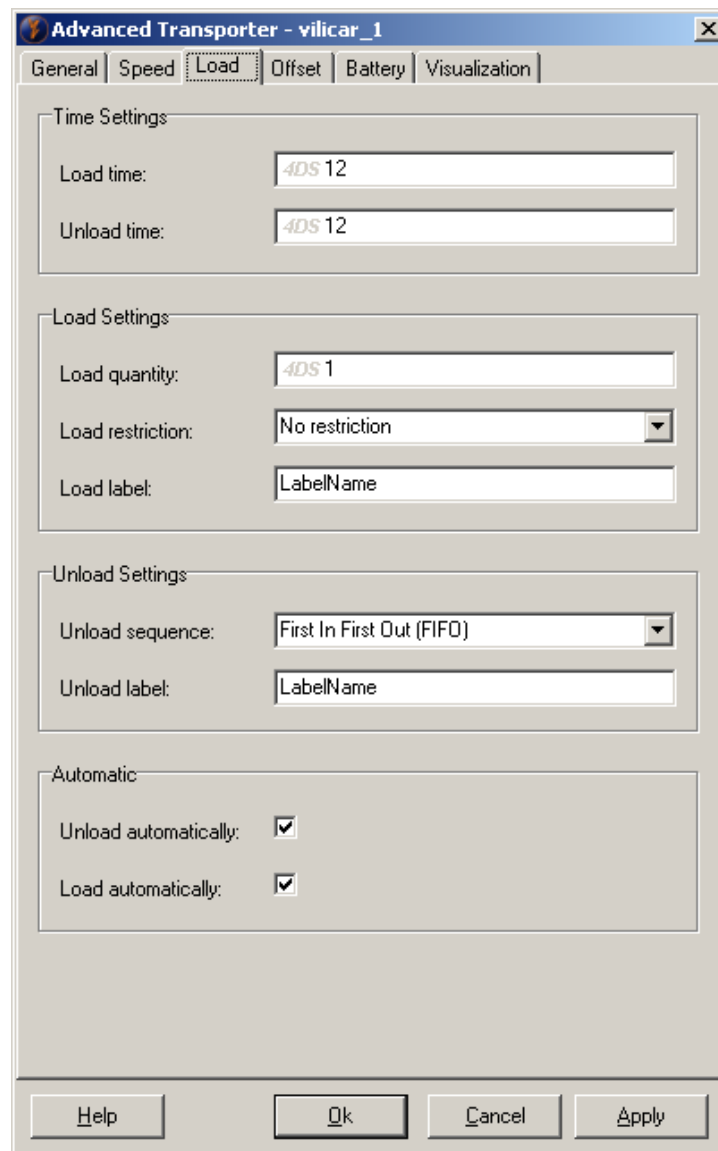 Advanced Transporter - vilicar_1
General Speed Load Offset Battery Visualization
Time Settings
Load time: 4DS 12
Unload time: 4DS 12
Load Settings
Load quantity: 4DS 1
Load restriction: No restriction
Load label: LabelName
Unload Settings
Unload sequence: First In First Out (FIFO)
Unload label: LabelName
Automatic
Unload automatically:
Load automatically:
Help Ok Cancel Apply